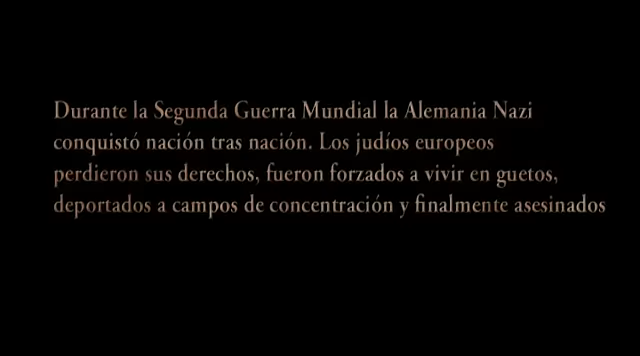 Durante la Segunda Guerra Mundial la Alemania Nazi
conquistó nación tras nación. Los judíos europeos
perdieron sus derechos, fueron forzados a vivir en guetos,
deportados a campos de concentración y finalmente asesinados